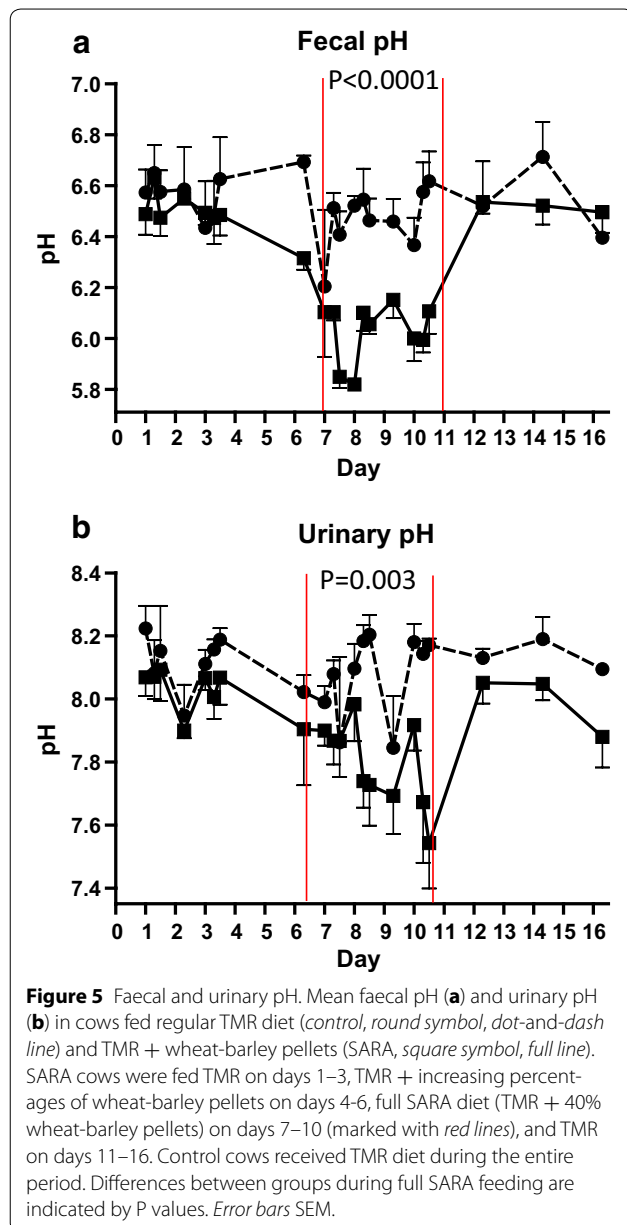 a
Fecal pH
P<0.0001
7.0
6.8
6.6
6.4
6.2
6.0
5.8
pH
0 1 2 3 4 5 6 7 8 9 10 11 12 13 14 15 16
Day
b
Urinary pH
P=0.003
8.4
8.2
8.0
7.8
7.6
7.4
pH
0 1 2 3 4 5 6 7 8 9 10 11 12 13 14 15 16
Day
Figure 5 Faecal and urinary pH. Mean faecal pH (a) and urinary pH
(b) in cows fed regular TMR diet (control, round symbol, dot-and-dash
line) and TMR + wheat-barley pellets (SARA, square symbol, full line).
SARA cows were fed TMR on days 1–3, TMR + increasing percent-
ages of wheat-barley pellets on days 4-6, full SARA diet (TMR + 40%
wheat-barley pellets) on days 7–10 (marked with red lines), and TMR
on days 11–16. Control cows received TMR diet during the entire
period. Differences between groups during full SARA feeding are
indicated by P values. Error bars SEM.